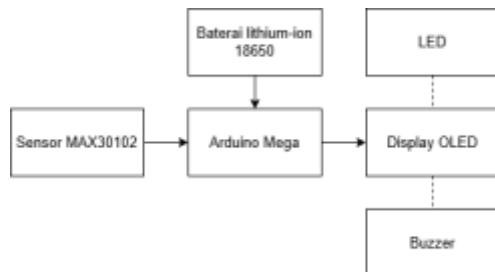 Baterai lithium-ion
18650
LED
Sensor MAX30102
Arduino Mega
Display OLED
Buzzer